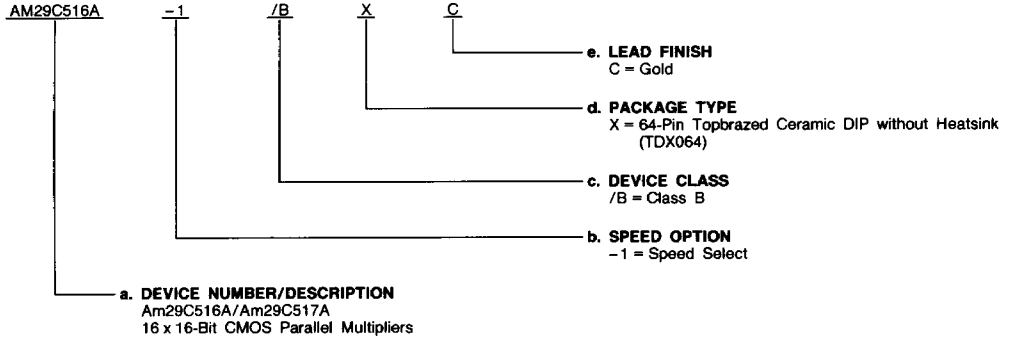 AM29C516A -1 /B X C
e. LEAD FINISH
C = Gold
d. PACKAGE TYPE
X = 64-Pin Topbrazed Ceramic DIP without Heatsink
(TDX064)
c. DEVICE CLASS
/B = Class B
b. SPEED OPTION
-1 = Speed Select
a. DEVICE NUMBER/DESCRIPTION
Am29C516A/Am29C517A
16 x 16-Bit CMOS Parallel Multipliers